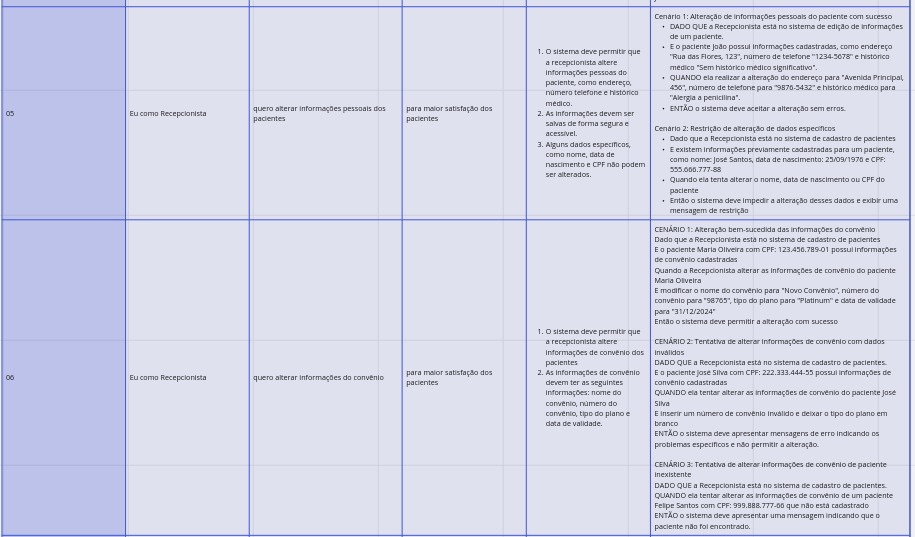 05
Eu como Recepcionista
quero alterar informações pessoais dos
pacientes
para maior satisfação dos
pacientes
1. O sistema deve permitir que
a recepcionista altere
informações pessoas do
paciente, como endereço,
número telefone e histórico
médico.
2. As informações devem ser
salvas de forma segura e
acessível.
3. Alguns dados específicos,
como nome, data de
nascimento e CPF não podem
ser alterados.
Cenário 1: Alteração de informações pessoais do paciente com sucesso
• DADO QUE a Recepcionista está no sistema de edição de informações
de um paciente.
• E o paciente João possui informações cadastradas, como endereço
"Rua das Flores, 123", número de telefone "1234-5678" e histórico
médico "Sem histórico médico significativo".
• QUANDO ela realizar a alteração do endereço para "Avenida Principal,
456", número de telefone para "9876-5432" e histórico médico para
"Alergia a penicilina".
• ENTÃO o sistema deve aceitar a alteração sem erros.
Cenário 2: Restrição de alteração de dados específicos
• Dado que a Recepcionista está no sistema de cadastro de pacientes
• E existem informações previamente cadastradas para um paciente,
como nome: José Santos, data de nascimento: 25/09/1976 e CPF:
555.666.777-88
• Quando ela tenta alterar o nome, data de nascimento ou CPF do
paciente
• Então o sistema deve impedir a alteração desses dados e exibir uma
mensagem de restrição
06
Eu como Recepcionista
quero alterar informações do convênio
para maior satisfação dos
pacientes
1. O sistema deve permitir que
a recepcionista altere
informações de convênio dos
pacientes
2. As informações de convênio
devem ter as seguintes
informações: nome do
convênio, número do
convênio, tipo do plano e
data de validade.
CENÁRIO 1: Alteração bem-sucedida das informações do convênio
Dado que a Recepcionista está no sistema de cadastro de pacientes
E o paciente Maria Oliveira com CPF: 123.456.789-01 possui informações
de convênio cadastradas
Quando a Recepcionista alterar as informações de convênio do paciente
Maria Oliveira
E modificar o nome do convênio para "Novo Convênio", número do
convênio para "98765", tipo do plano para "Platinum" e data de validade
para "31/12/2024"
Então o sistema deve permitir a alteração com sucesso
CENÁRIO 2: Tentativa de alterar informações de convênio com dados
inválidos
DADO QUE a Recepcionista está no sistema de cadastro de pacientes.
E o paciente José Silva com CPF: 222.333.444-55 possui informações de
convênio cadastradas
QUANDO ela tentar alterar as informações de convênio do paciente José
Silva
E inserir um número de convênio inválido e deixar o tipo do plano em
branco
ENTÃO o sistema deve apresentar mensagens de erro indicando os
problemas específicos e não permitir a alteração.
CENÁRIO 3: Tentativa de alterar informações de convênio de paciente
inexistente
DADO QUE a Recepcionista está no sistema de cadastro de pacientes.
QUANDO ela tentar alterar as informações de convênio de um paciente
Felipe Santos com CPF: 999.888.777-66 que não está cadastrado
ENTÃO o sistema deve apresentar uma mensagem indicando que o
paciente não foi encontrado.